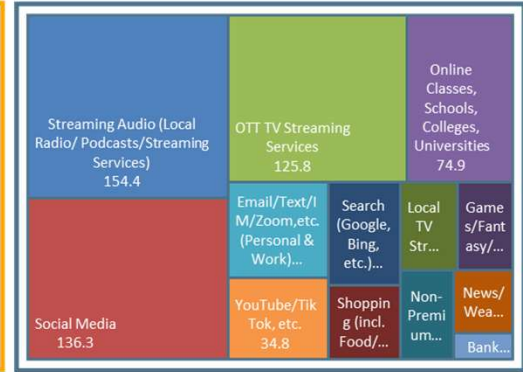 Streaming Audio (Local
Radio/ Podcasts/Streaming
Services)
154.4
OTT TV Streaming
Services
125.8
Online
Classes,
Schools,
Colleges,
Universities
74.9
Social Media
136.3
Email/Text/I
M/Zoom,etc.
(Personal &
Work)...
Search
(Google,
Bing,
etc.)...
Local
TV
Str...
Game
s/Fant
asy/...
YouTube/Tik
Tok, etc.
34.8
Shoppin
g (incl.
Food/...
Non-
Premi
um...
News/
Wea...
Bank...